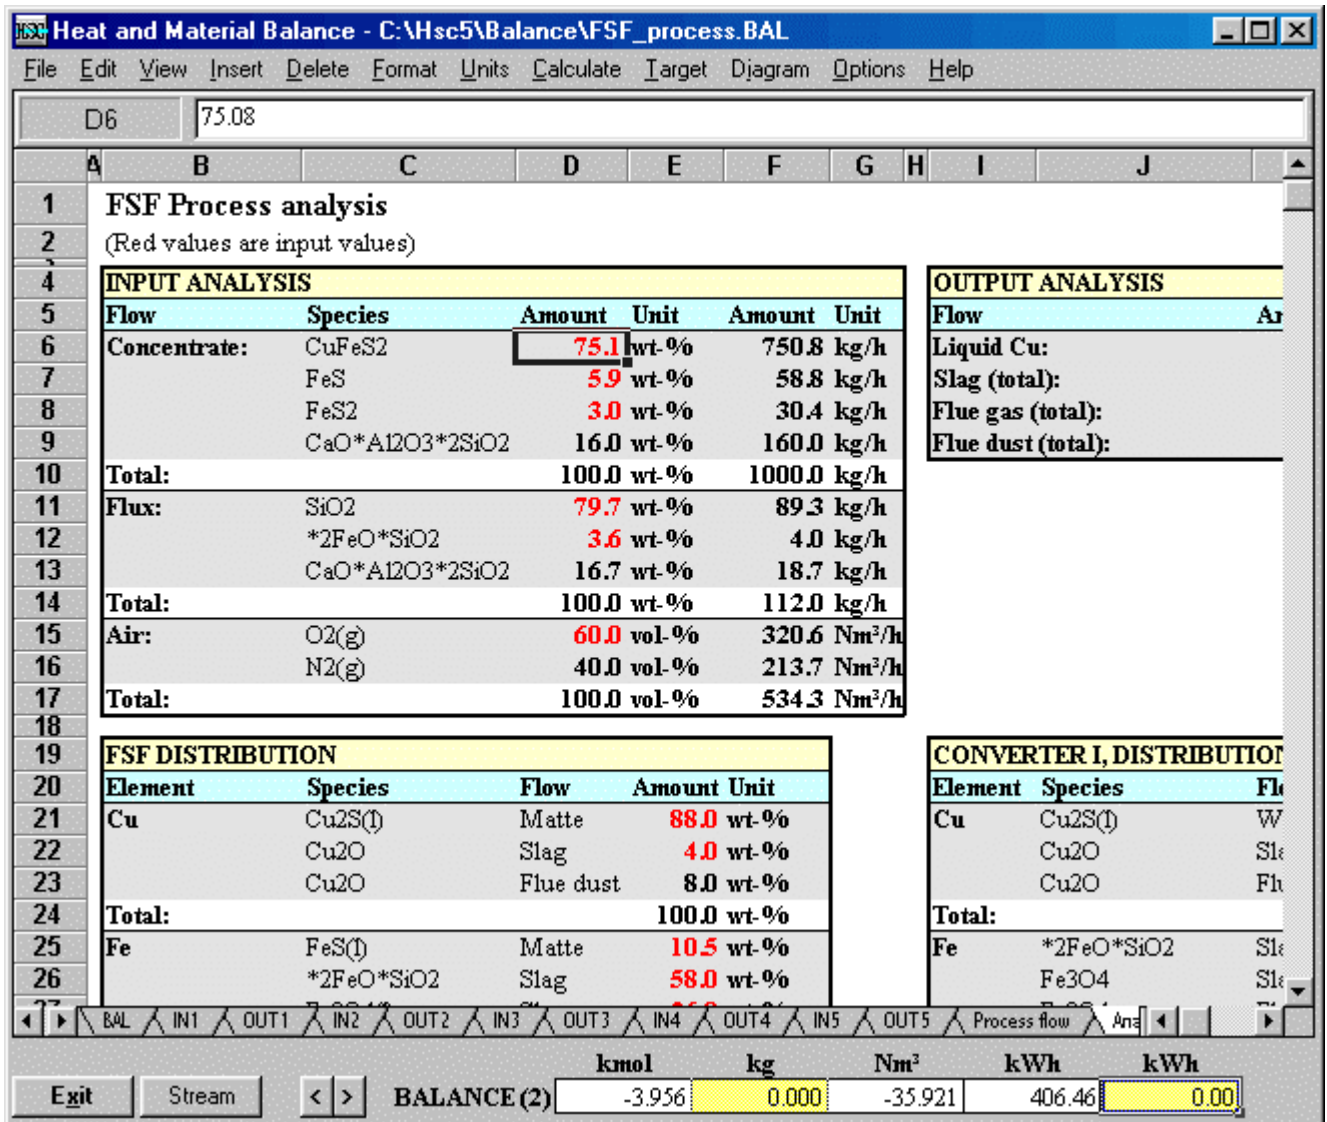 HSC Heat and Material Balance - C:\Hsc5\Balance\FSF_process.BAL
File Edit View Insert Delete Format Units Calculate Target Diagram Options Help
D6 75.08
A B C D E F G H I J
1 FSF Process analysis
2 (Red values are input values)
4 INPUT ANALYSIS OUTPUT ANALYSIS
5 Flow Species Amount Unit Amount Unit Flow Ar
6 Concentrate: CuFeS2 75.1 wt-% 750.8 kg/h Liquid Cu:
7 FeS 5.9 wt-% 58.8 kg/h Slag (total):
8 FeS2 3.0 wt-% 30.4 kg/h Flue gas (total):
9 CaO*Al2O3*2SiO2 16.0 wt-% 160.0 kg/h Flue dust (total):
10 Total: 100.0 wt-% 1000.0 kg/h
11 Flux: SiO2 79.7 wt-% 89.3 kg/h
12 *2FeO*SiO2 3.6 wt-% 4.0 kg/h
13 CaO*Al2O3*2SiO2 16.7 wt-% 18.7 kg/h
14 Total: 100.0 wt-% 112.0 kg/h
15 Air: O2(g) 60.0 vol-% 320.6 Nm³/h
16 N2(g) 40.0 vol-% 213.7 Nm³/h
17 Total: 100.0 vol-% 534.3 Nm³/h
18
19 FSF DISTRIBUTION CONVERTER I, DISTRIBUTION
20 Element Species Flow Amount Unit Element Species Flo
21 Cu Cu2S(l) Matte 88.0 wt-% Cu Cu2S(l) W
22 Cu2O Slag 4.0 wt-% Cu2O Sla
23 Cu2O Flue dust 8.0 wt-% Cu2O Flu
24 Total: 100.0 wt-% Total:
25 Fe FeS(l) Matte 10.5 wt-% Fe *2FeO*SiO2 Sla
26 *2FeO*SiO2 Slag 58.0 wt-% Fe3O4 Sla
BAL IN1 OUT1 IN2 OUT2 IN3 OUT3 IN4 OUT4 IN5 OUT5 Process flow Ana
kmol kg Nm³ kWh kWh
Exit Stream < > BALANCE (2) -3.956 0.000 -35.921 406.46 0.00